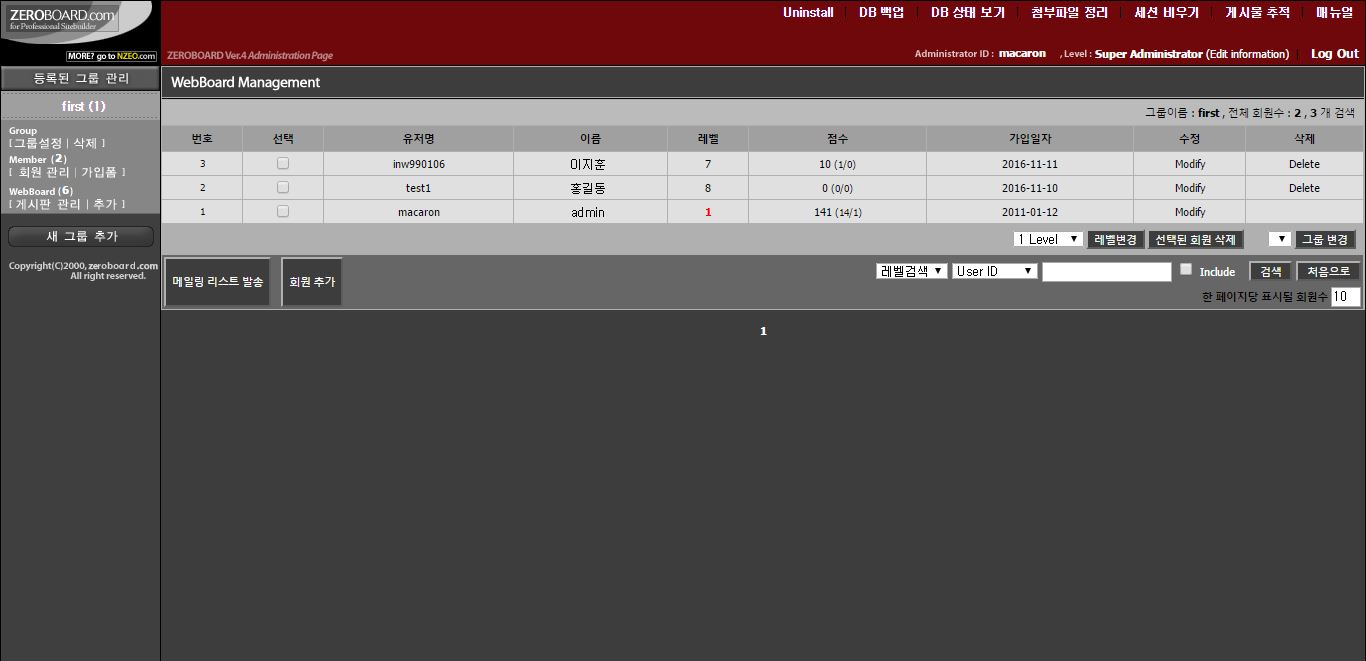 ZEROBOARD.com
for Professional Sitebuilder
MORE? go to NZEO.com
Uninstall DB 백업 DB 상태 보기 첨부파일 정리 세션 비우기 게시물 추적 매뉴얼
ZEROBOARD Ver.4 Administration Page
Administrator ID : macaron , Level : Super Administrator (Edit information) Log Out
등록된 그룹 관리
first (1)
Group
[그룹설정 | 삭제 ]
Member (2)
[ 회원 관리 | 가입폼 ]
WebBoard (6)
[ 게시판 관리 | 추가 ]
새 그룹 추가
Copyright(C)2000, zeroboard.com
All right reserved.
WebBoard Management
그룹이름 : first , 전체 회원수 : 2 , 3 개 검색
번호 선택 유저명 이름 레벨 점수 가입일자 수정 삭제
3 inw990106 이지훈 7 10 (1/0) 2016-11-11 Modify Delete
2 test1 홍길동 8 0 (0/0) 2016-11-10 Modify Delete
1 macaron admin 1 141 (14/1) 2011-01-12 Modify
1 Level 레벨변경 선택된 회원 삭제 그룹 변경
메일링 리스트 발송 회원 추가 레벨검색 User ID Include 검색 처음으로
한 페이지당 표시될 회원수 10
1